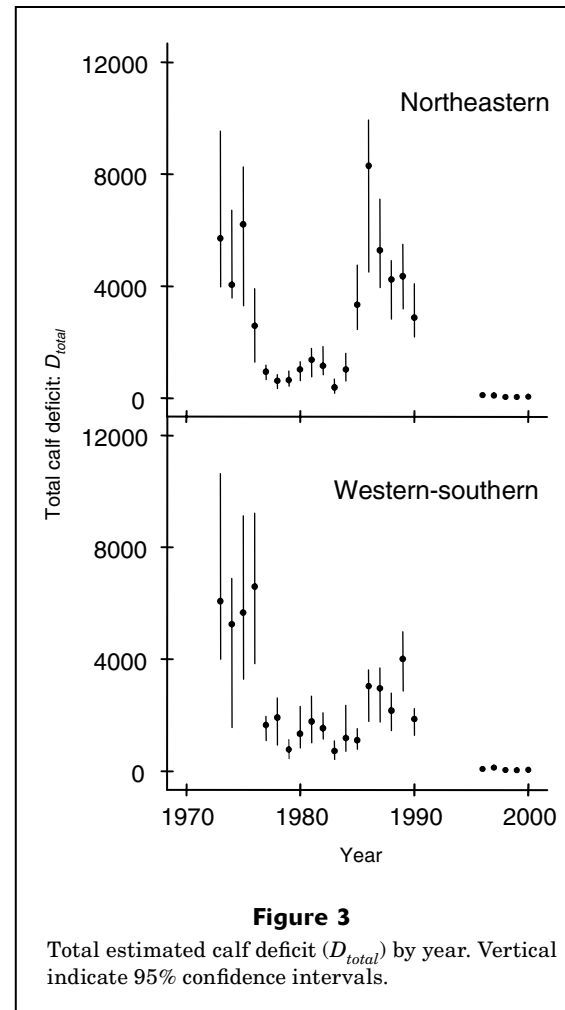 12000
Northeastern
8000
4000
0
12000
Western-southern
8000
4000
0
Total calf deficit: D_total
1970 1980 1990 2000
Year
Figure 3
Total estimated calf deficit (D_total) by year. Vertical
indicate 95% confidence intervals.